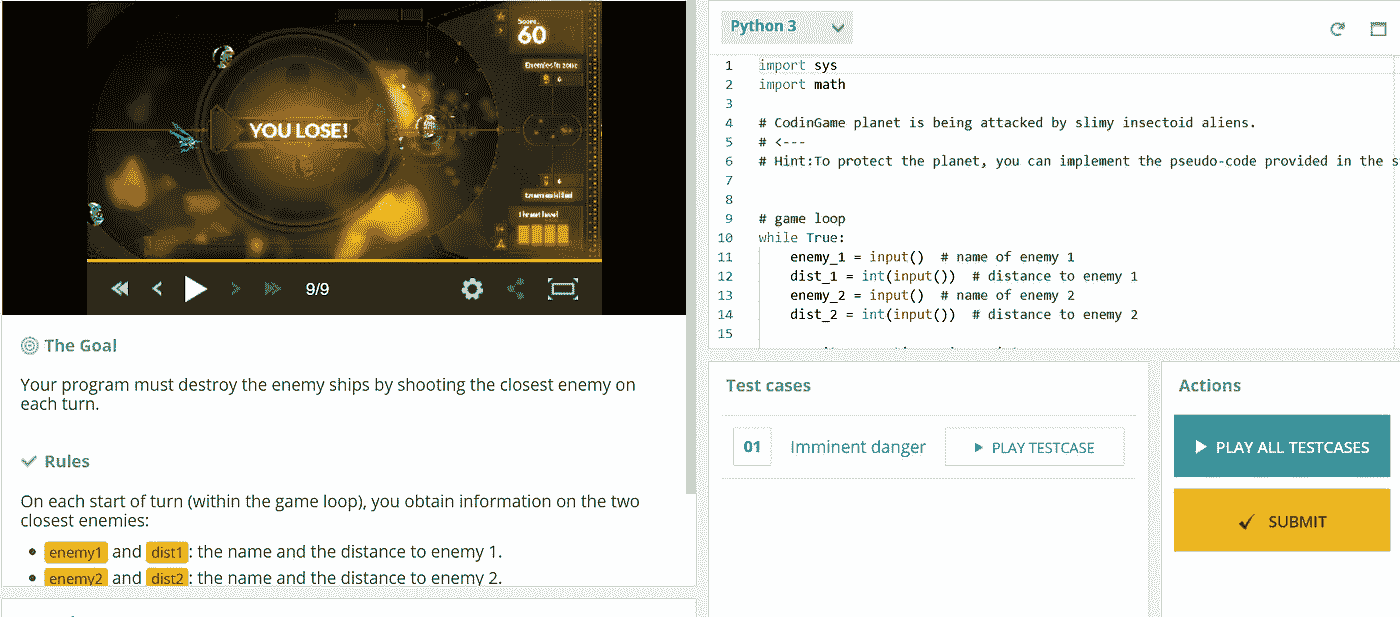 Score.
60
Enemies in zone
YOU LOSE!
Enemies killed
Threat level
9/9
The Goal
Your program must destroy the enemy ships by shooting the closest enemy on
each turn.
Rules
On each start of turn (within the game loop), you obtain information on the two
closest enemies:
enemy1 and dist1: the name and the distance to enemy 1.
enemy2 and dist2: the name and the distance to enemy 2.
Python 3
1 import sys
2 import math
3
4 # CodinGame planet is being attacked by slimy insectoid aliens.
5 # <---
6 # Hint:To protect the planet, you can implement the pseudo-code provided in the s
7
8
9 # game loop
10 while True:
11 enemy_1 = input()  # name of enemy 1
12 dist_1 = int(input())  # distance to enemy 1
13 enemy_2 = input()  # name of enemy 2
14 dist_2 = int(input())  # distance to enemy 2
15
Test cases
01 Imminent danger PLAY TESTCASE
Actions
PLAY ALL TESTCASES
SUBMIT